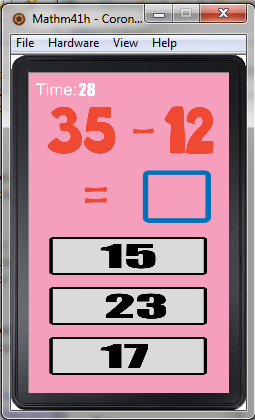 Mathm41h - Coron...
File Hardware View Help
Time:28
35 - 12
=
15
23
17